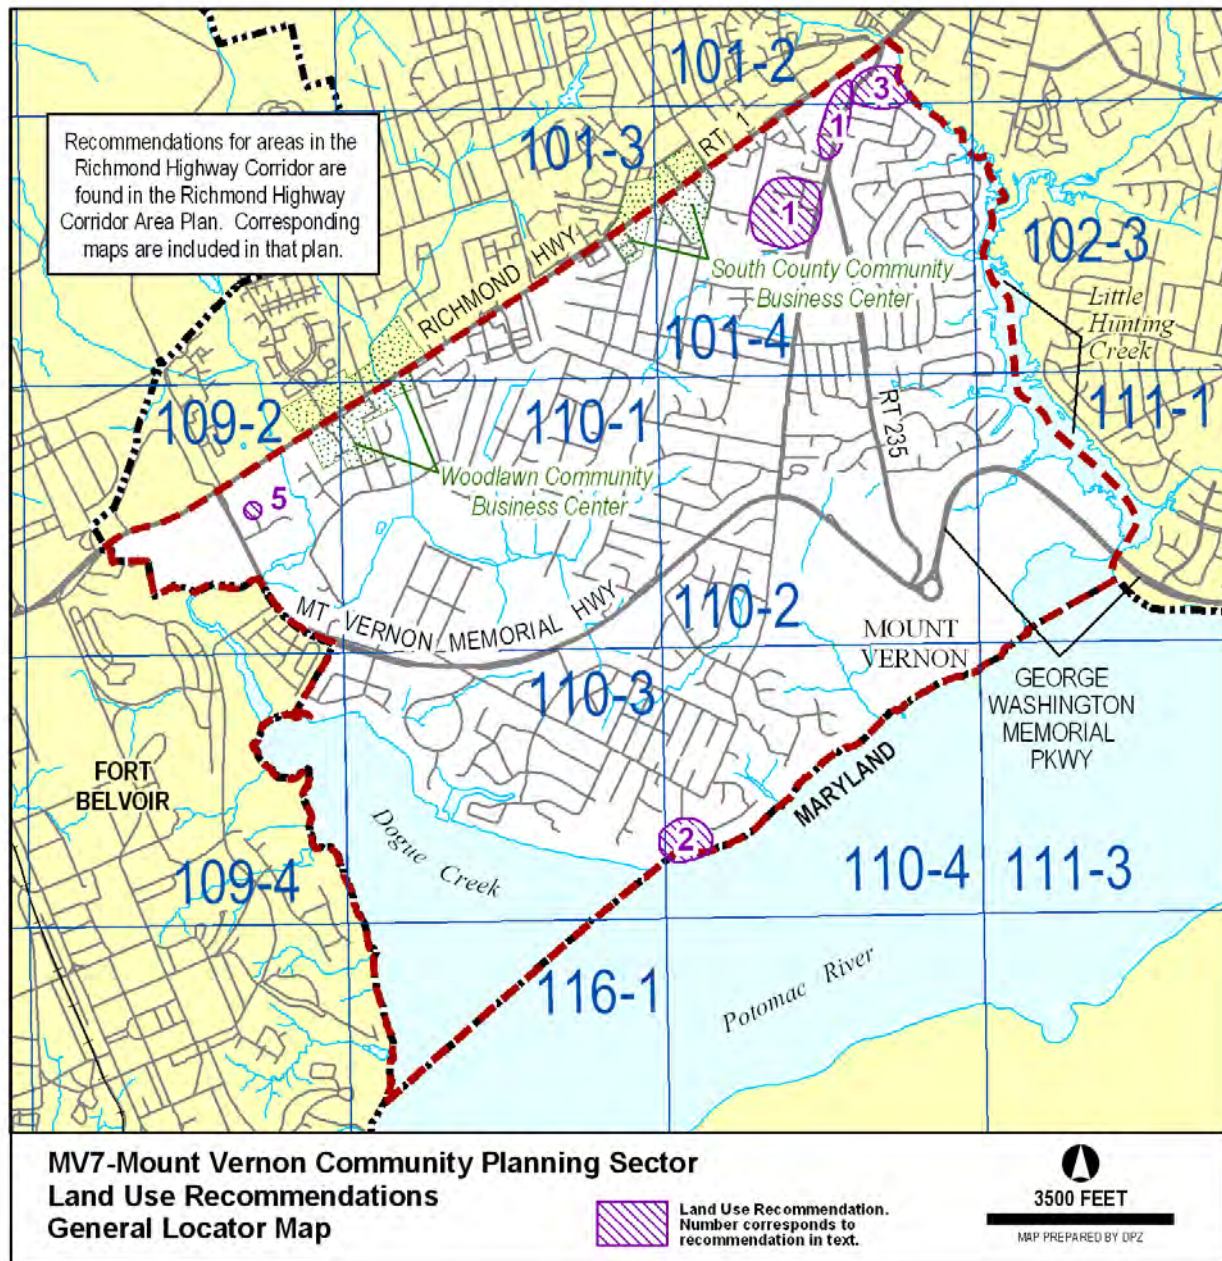 101-2
3
Recommendations for areas in the
Richmond Highway Corridor are
found in the Richmond Highway
Corridor Area Plan. Corresponding
maps are included in that plan.
101-3
RT 1
1
1
102-3
RICHMOND HWY
South County Community
Business Center
Little
Hunting
Creek
101-4
109-2
110-1
RT 235
111-1
Woodlawn Community
Business Center
5
MT VERNON MEMORIAL HWY
110-2
MOUNT
VERNON
110-3
GEORGE
WASHINGTON
MEMORIAL
PKWY
FORT
BELVOIR
MARYLAND
Dogue
Creek
2
109-4
110-4
111-3
116-1
Potomac River
MV7-Mount Vernon Community Planning Sector
Land Use Recommendations
General Locator Map
Land Use Recommendation.
Number corresponds to
recommendation in text.
3500 FEET
MAP PREPARED BY DPZ